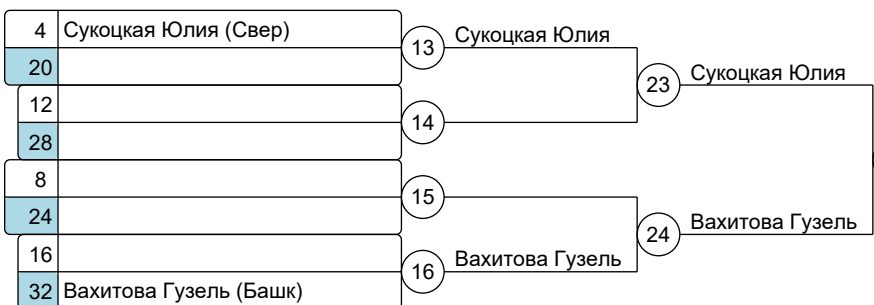 4 Сукоцкая Юлия (Свер)
20
12
28
8
24
16
32 Вахитова Гузель (Башк)
13 Сукоцкая Юлия
14
15
16 Вахитова Гузель
23 Сукоцкая Юлия
24 Вахитова Гузель